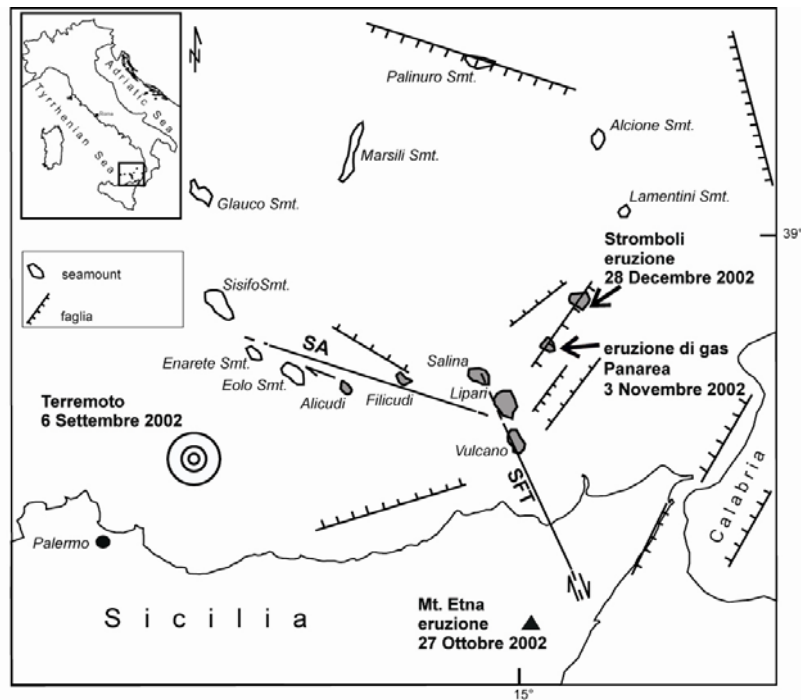 Adriatic Sea
Tyrrhenian Sea
Roma
N
Palinuro Smt.
Marsili Smt.
Alcione Smt.
Glauco Smt.
Lamentini Smt.
39°
Stromboli
eruzione
28 Decembre 2002
seamount
faglia
SisifoSmt.
SA
Enarete Smt.
Eolo Smt.
Alicudi
Filicudi
Salina
Lipari
Vulcano
eruzione di gas
Panarea
3 Novembre 2002
Terremoto
6 Settembre 2002
SFT
Calabria
Palermo
Sicilia
Mt. Etna
eruzione
27 Ottobre 2002
15°